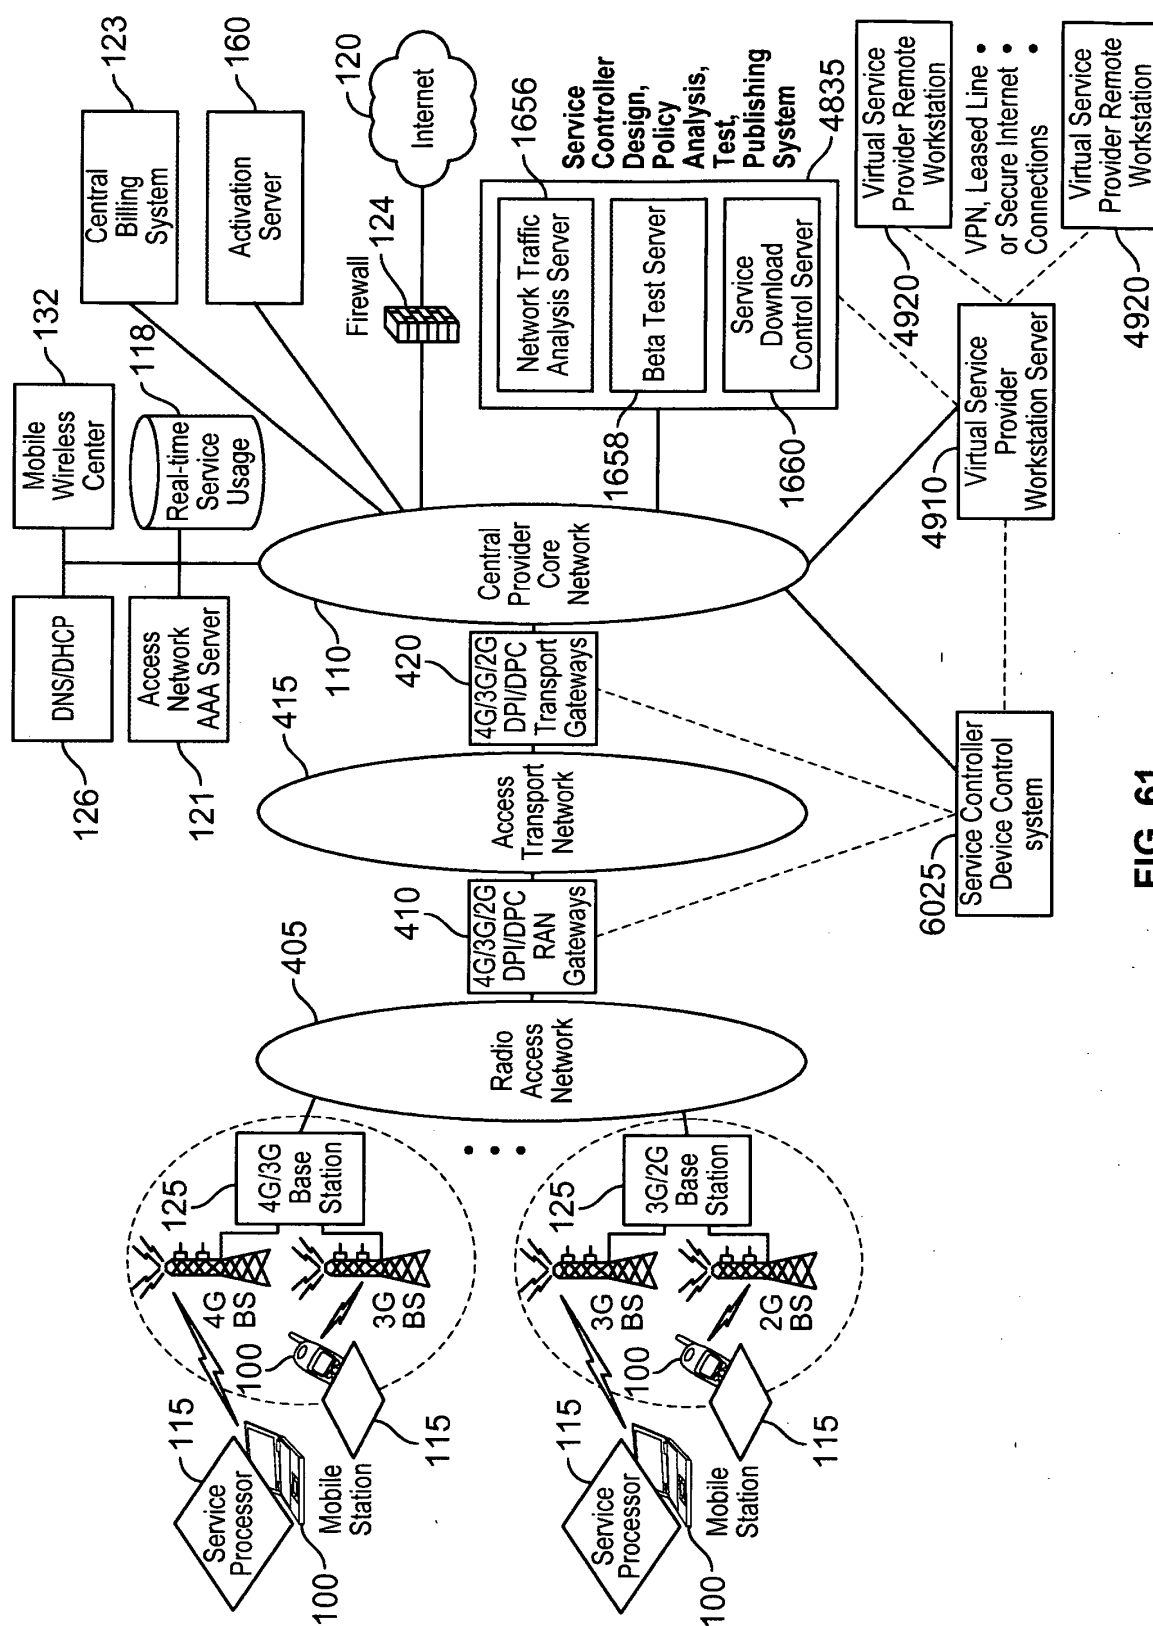 126
DNS/DHCP
Mobile
Wireless
Center
132
121
Access
Network
AAA Server
Real-time
Service
Usage
118
Central
Billing
System
123
Activation
Server
160
115
Service
Processor
100
Mobile
Station
100
115
4G
BS
3G
BS
125
4G/3G
Base
Station
115
Service
Processor
100
Mobile
Station
100
115
3G
BS
2G
BS
125
3G/2G
Base
Station
405
Radio
Access
Network
410
4G/3G/2G
DPI/DPC
RAN
Gateways
415
Access
Transport
Network
420
4G/3G/2G
DPI/DPC
Transport
Gateways
110
Central
Provider
Core
Network
Firewall
124
Internet
120
Network Traffic
Analysis Server
1656
Beta Test Server
1658
Service
Download
Control Server
1660
Service
Controller
Design,
Policy
Analysis,
Test,
Publishing
System
4835
6025
Service Controller
Device Control
system
4910
Virtual Service
Provider
Workstation Server
4920
Virtual Service
Provider Remote
Workstation
VPN, Leased Line
or Secure Internet
Connections
4920
Virtual Service
Provider Remote
Workstation
FIG. 61